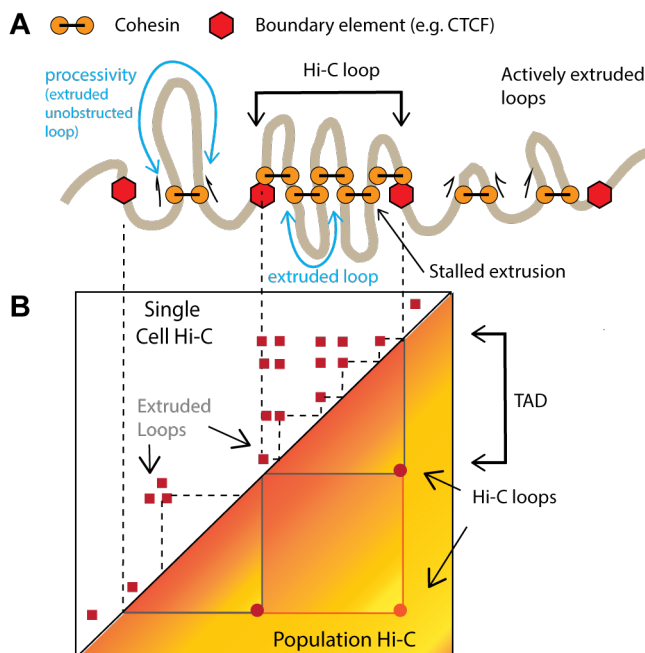 A
Cohesin
Boundary element (e.g. CTCF)
processivity
(extruded
unobstructed
loop)
Hi-C loop
Actively extruded
loops
extruded loop
Stalled extrusion
B
Single
Cell Hi-C
Extruded
Loops
TAD
Hi-C loops
Population Hi-C